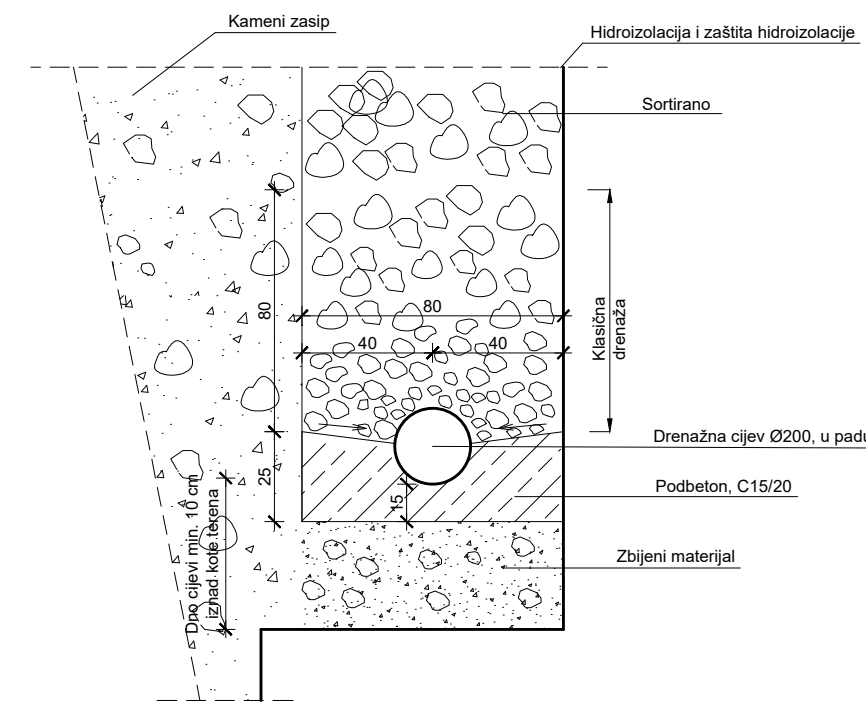 Kameni zasip
Hidroizolacija i zaštita hidroizolacije
Sortirano
80
80
40
40
Klasična
drenaža
Drenažna cijev Ø200, u padu
25
15
Podbeton, C15/20
Dno cijevi min. 10 cm
iznad kote terena
Zbijeni materijal